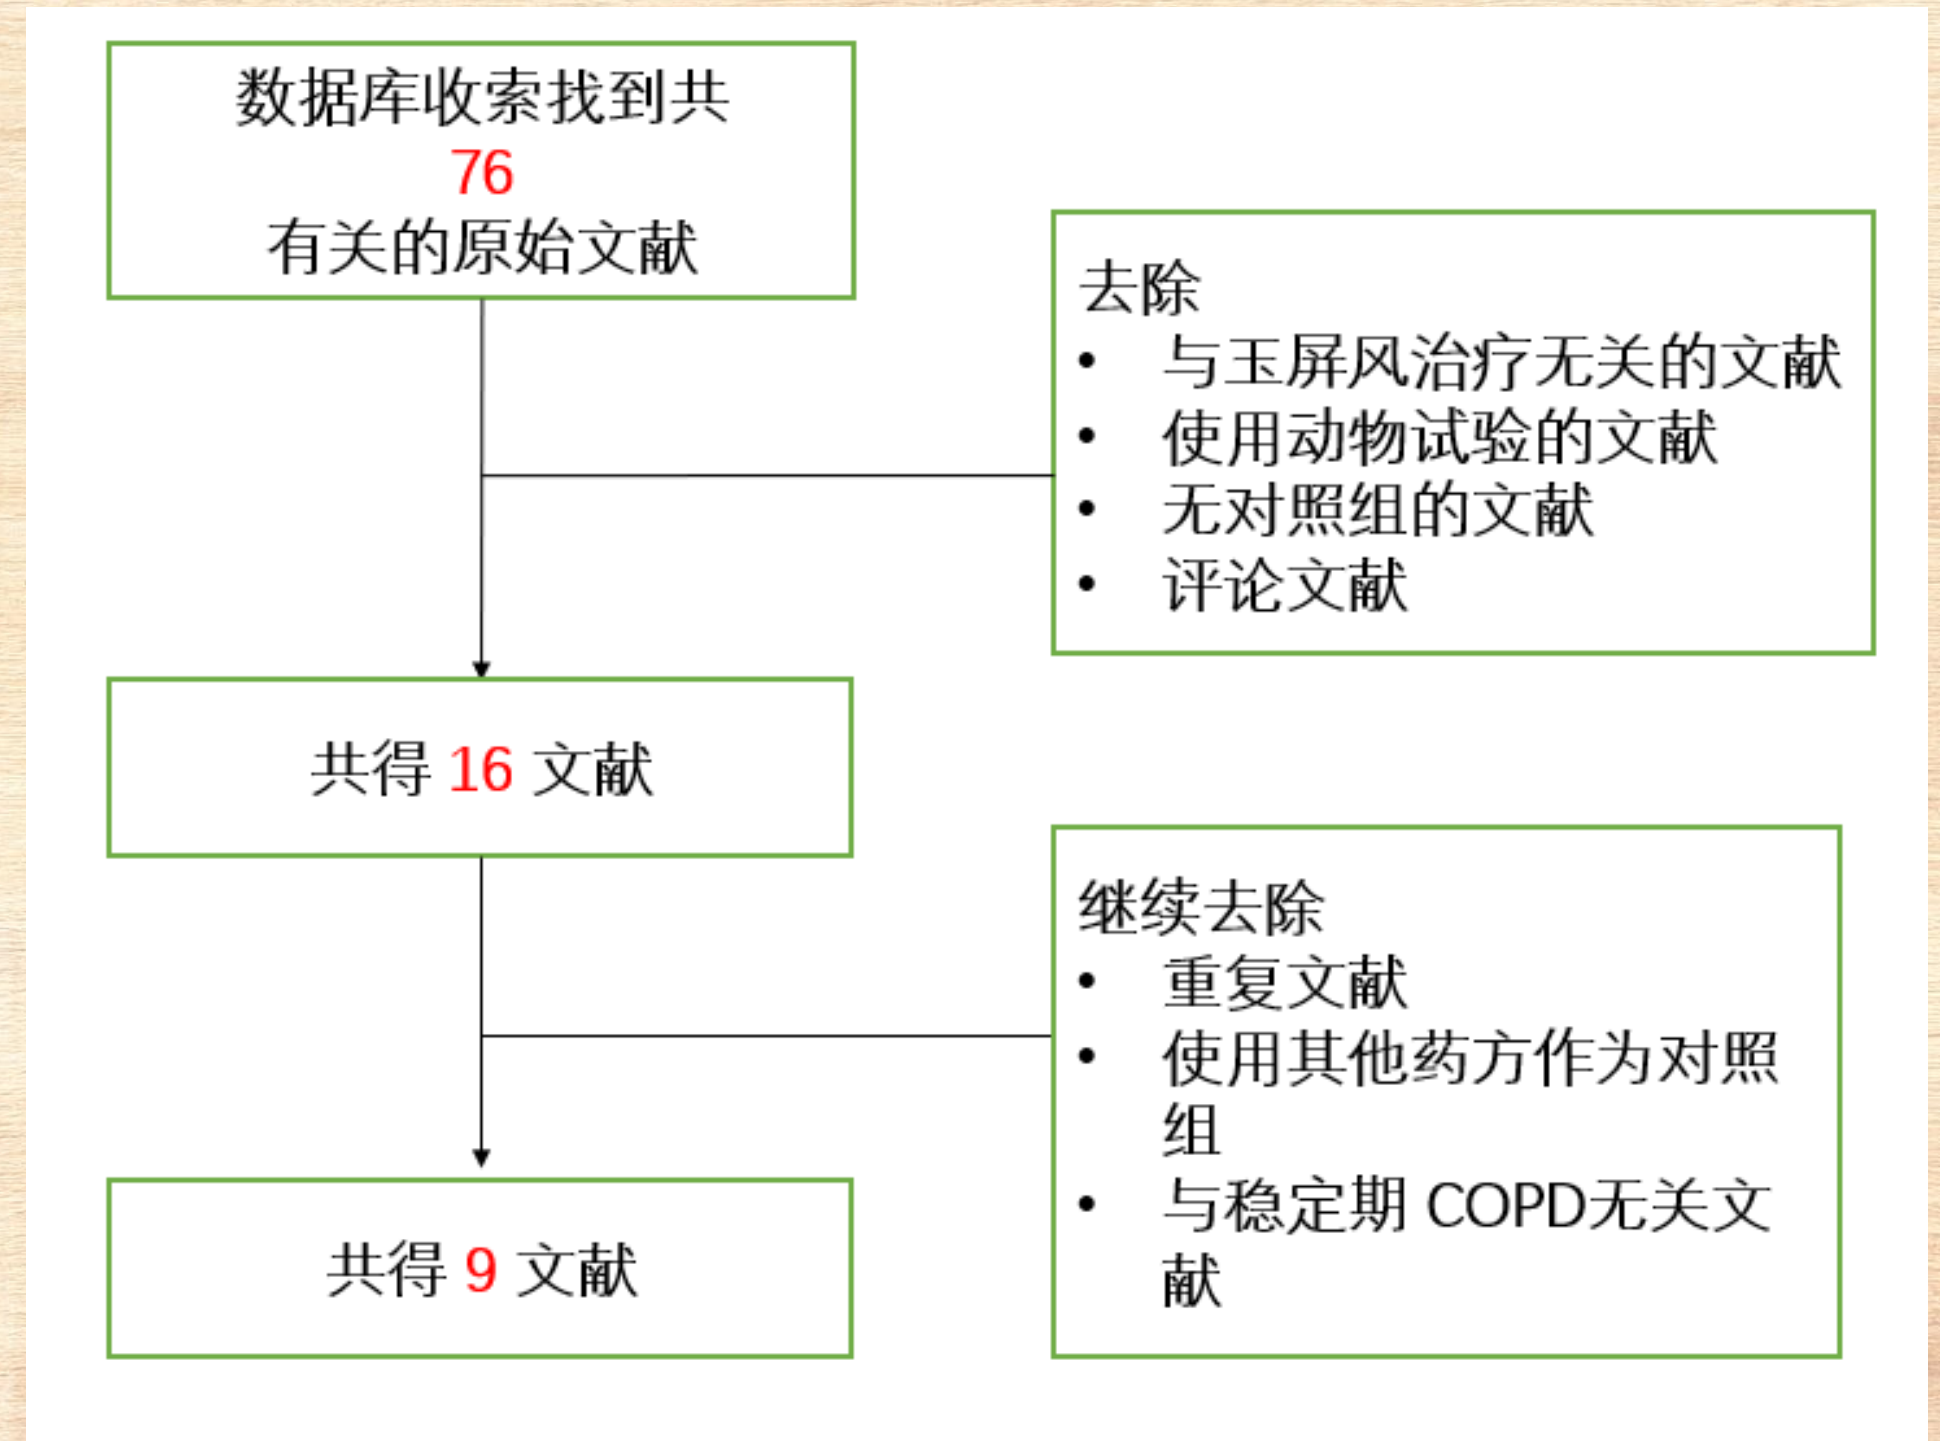 数据库收索找到共
76
有关的原始文献
去除
• 与玉屏风治疗无关的文献
• 使用动物试验的文献
• 无对照组的文献
• 评论文献
共得 16 文献
继续去除
• 重复文献
• 使用其他药方作为对照
组
• 与稳定期 COPD无关文
献
共得 9 文献